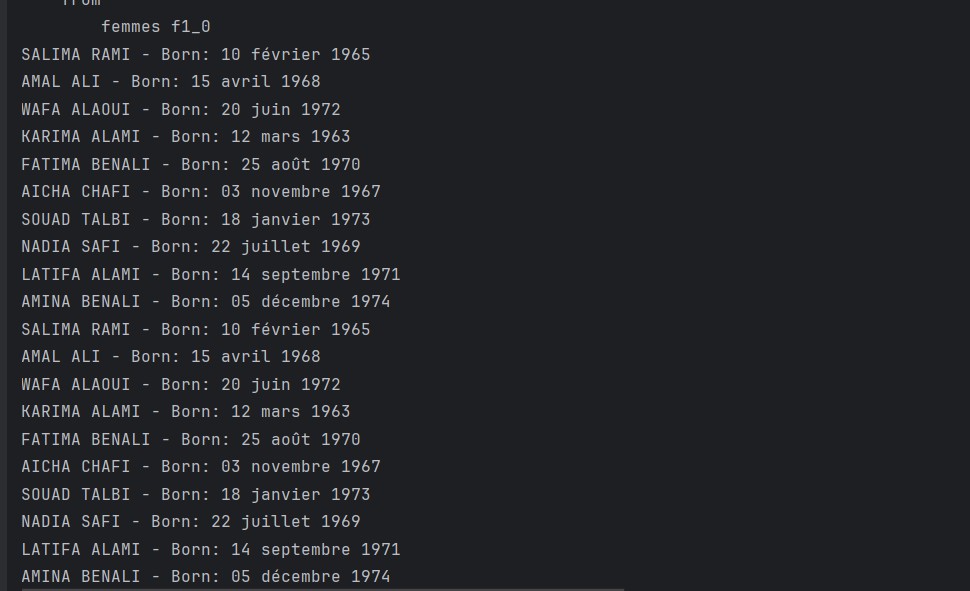 from
femmes f1_0
SALIMA RAMI - Born: 10 février 1965
AMAL ALI - Born: 15 avril 1968
WAFA ALAOUI - Born: 20 juin 1972
KARIMA ALAMI - Born: 12 mars 1963
FATIMA BENALI - Born: 25 août 1970
AICHA CHAFI - Born: 03 novembre 1967
SOUAD TALBI - Born: 18 janvier 1973
NADIA SAFI - Born: 22 juillet 1969
LATIFA ALAMI - Born: 14 septembre 1971
AMINA BENALI - Born: 05 décembre 1974
SALIMA RAMI - Born: 10 février 1965
AMAL ALI - Born: 15 avril 1968
WAFA ALAOUI - Born: 20 juin 1972
KARIMA ALAMI - Born: 12 mars 1963
FATIMA BENALI - Born: 25 août 1970
AICHA CHAFI - Born: 03 novembre 1967
SOUAD TALBI - Born: 18 janvier 1973
NADIA SAFI - Born: 22 juillet 1969
LATIFA ALAMI - Born: 14 septembre 1971
AMINA BENALI - Born: 05 décembre 1974